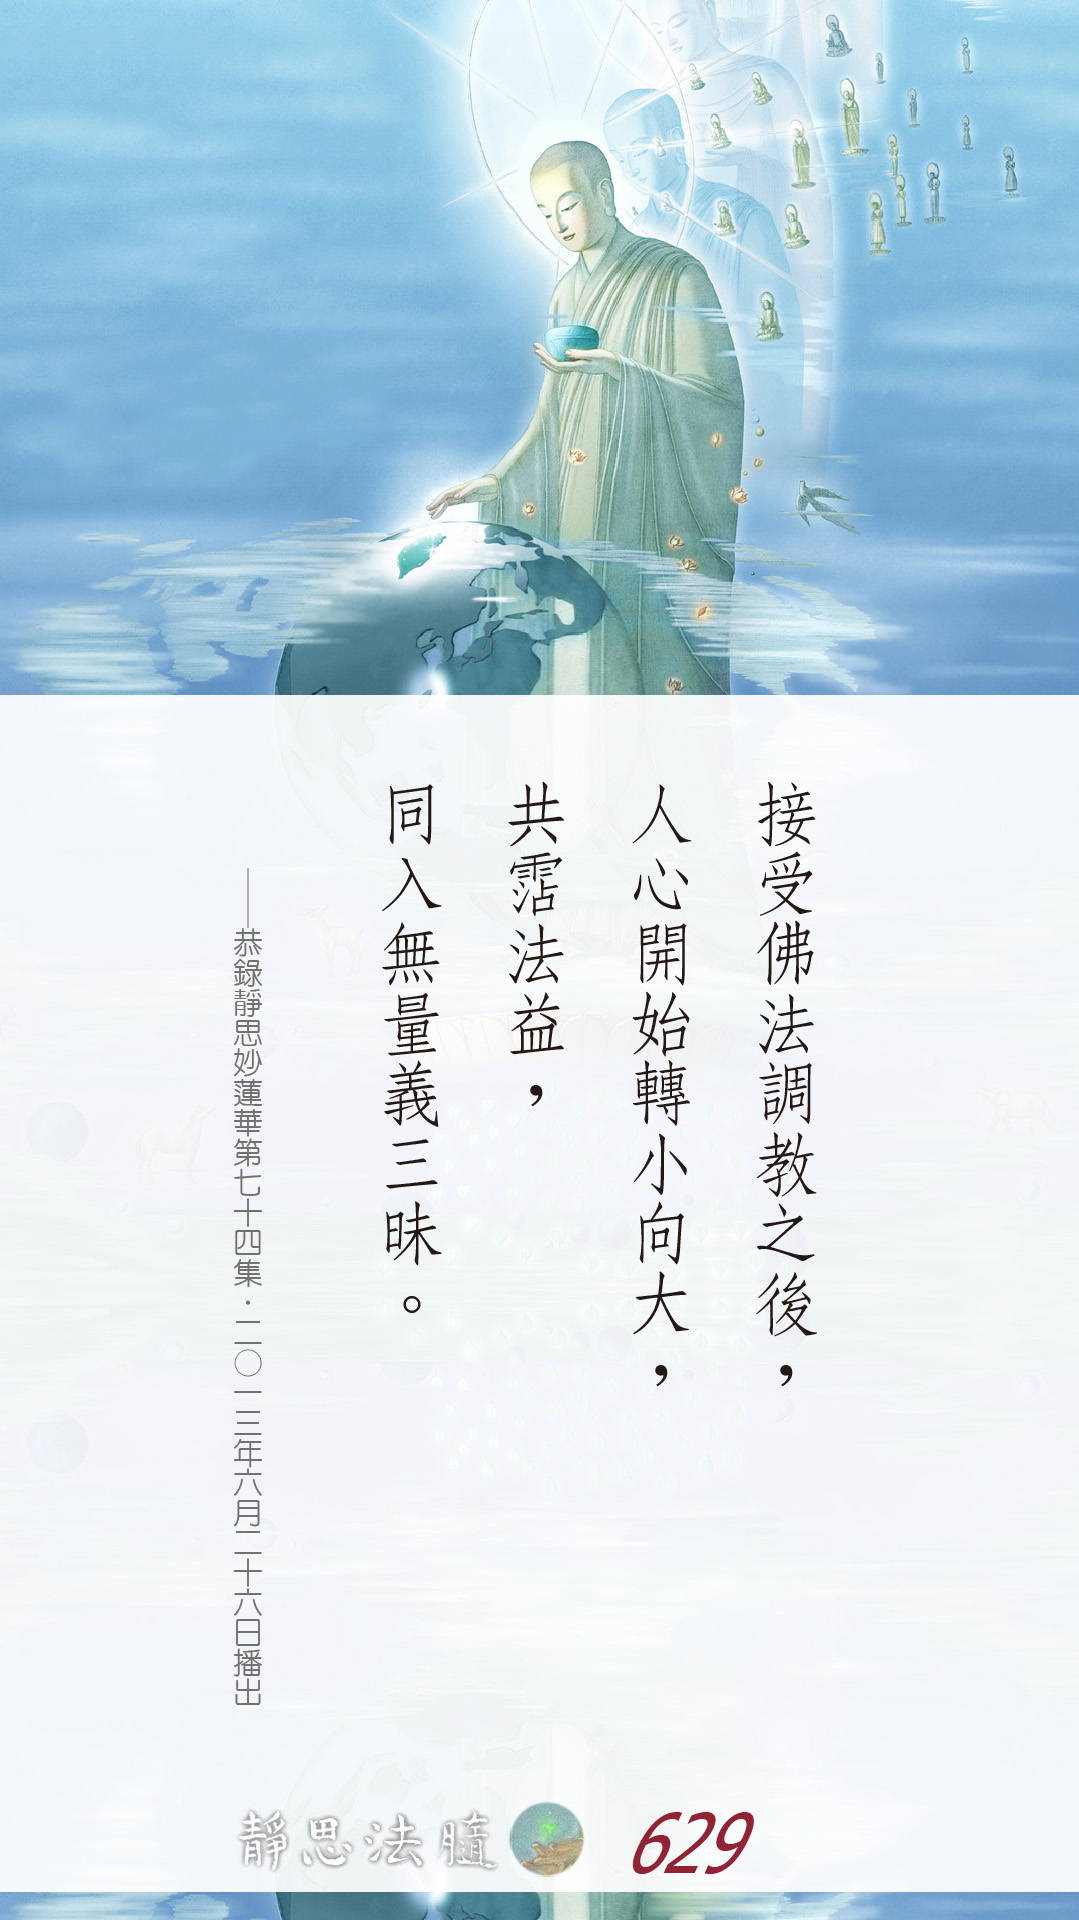 接受佛法調教之後，
人心開始轉小向大，
共霑法益，
同入無量義三昧。
——恭錄靜思妙蓮華第七十四集·二〇一三年六月二十六日播出
靜思法髓
629